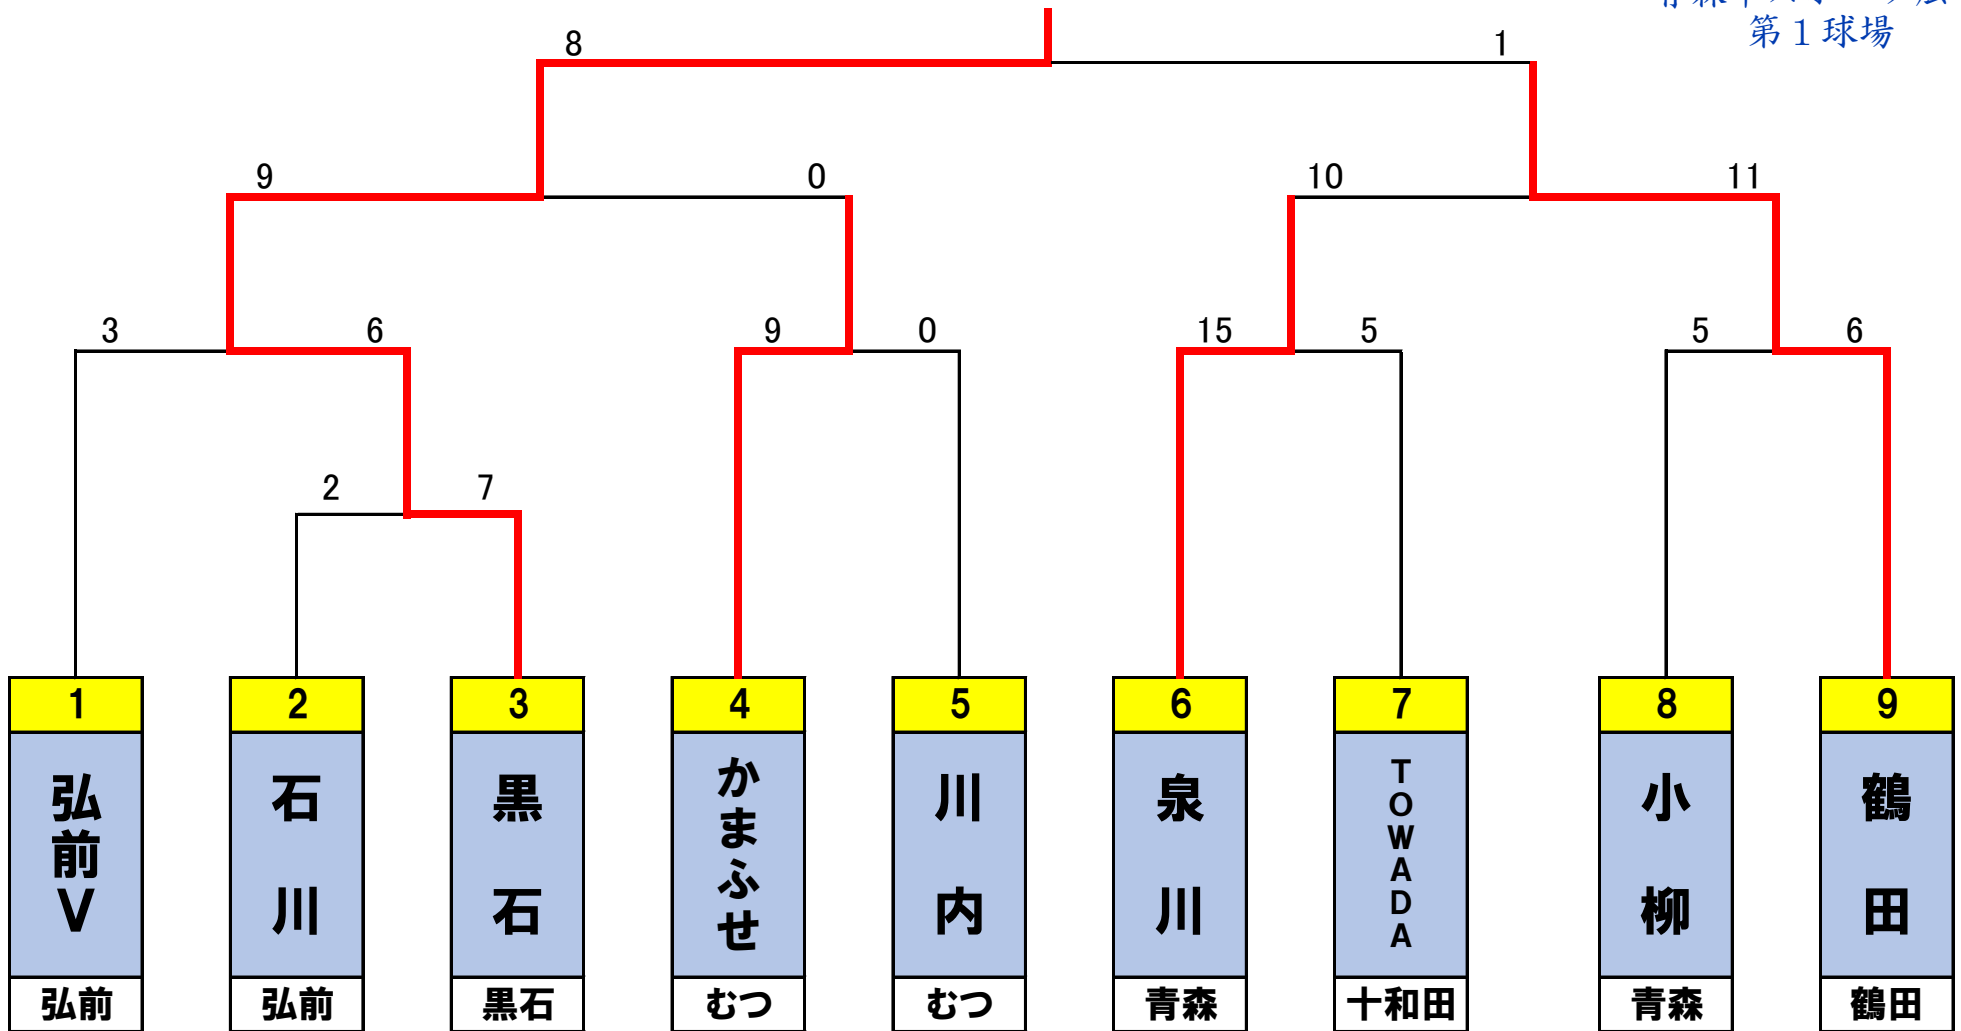 第1球場
8 1
9 0 10 11
3 6 9 0 15 5 5 6
2 7
1 2 3 4 5 6 7 8 9
弘前V
石川
黒石
かまふせ
川内
泉川
TOWADA
小柳
鶴田
弘前 弘前 黒石 むつ むつ 青森 十和田 青森 鶴田